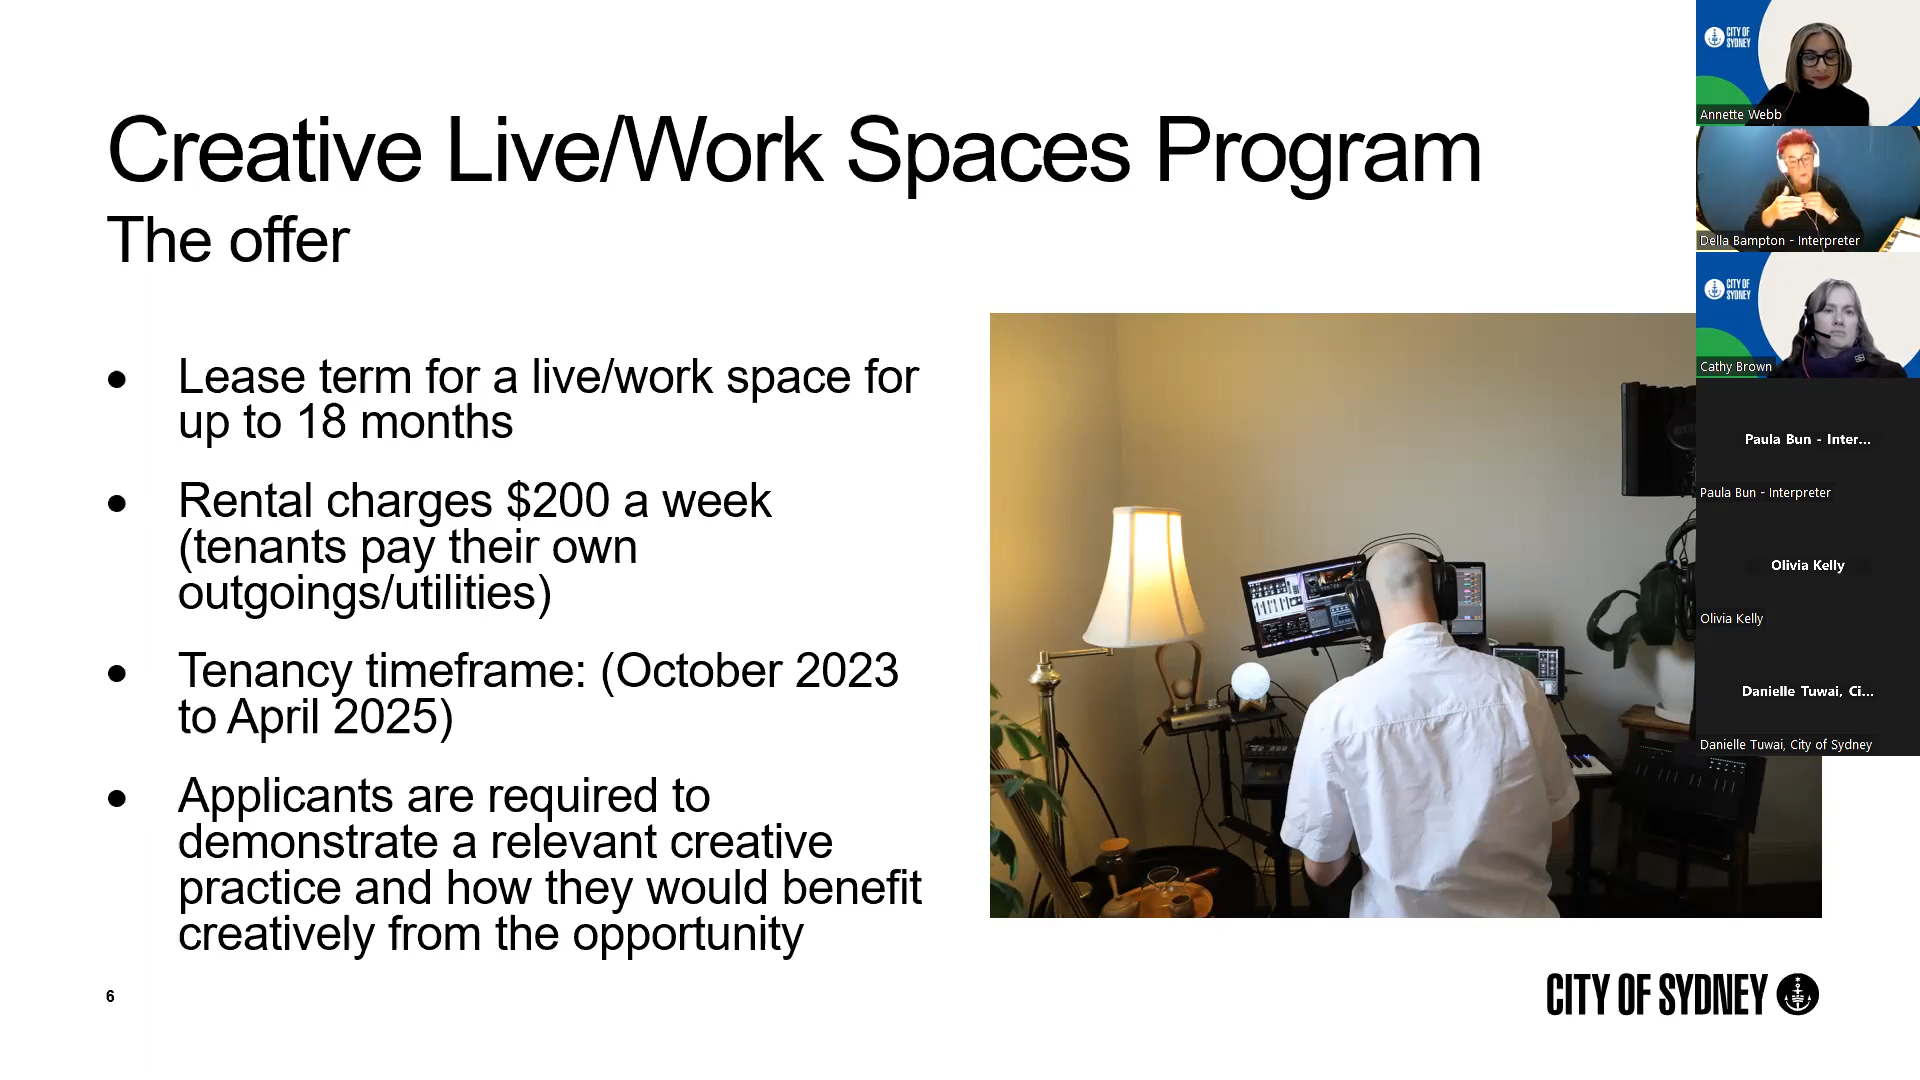 Creative Live/Work Spaces Program
The offer
• Lease term for a live/work space for
up to 18 months
• Rental charges $200 a week
(tenants pay their own
outgoings/utilities)
• Tenancy timeframe: (October 2023
to April 2025)
• Applicants are required to
demonstrate a relevant creative
practice and how they would benefit
creatively from the opportunity
6
CITY OF SYDNEY
CITY OF
SYDNEY
Annette Webb
Della Bampton - Interpreter
CITY OF
SYDNEY
Cathy Brown
Paula Bun - Inter...
Paula Bun - Interpreter
Olivia Kelly
Olivia Kelly
Danielle Tuwai, Ci...
Danielle Tuwai, City of Sydney